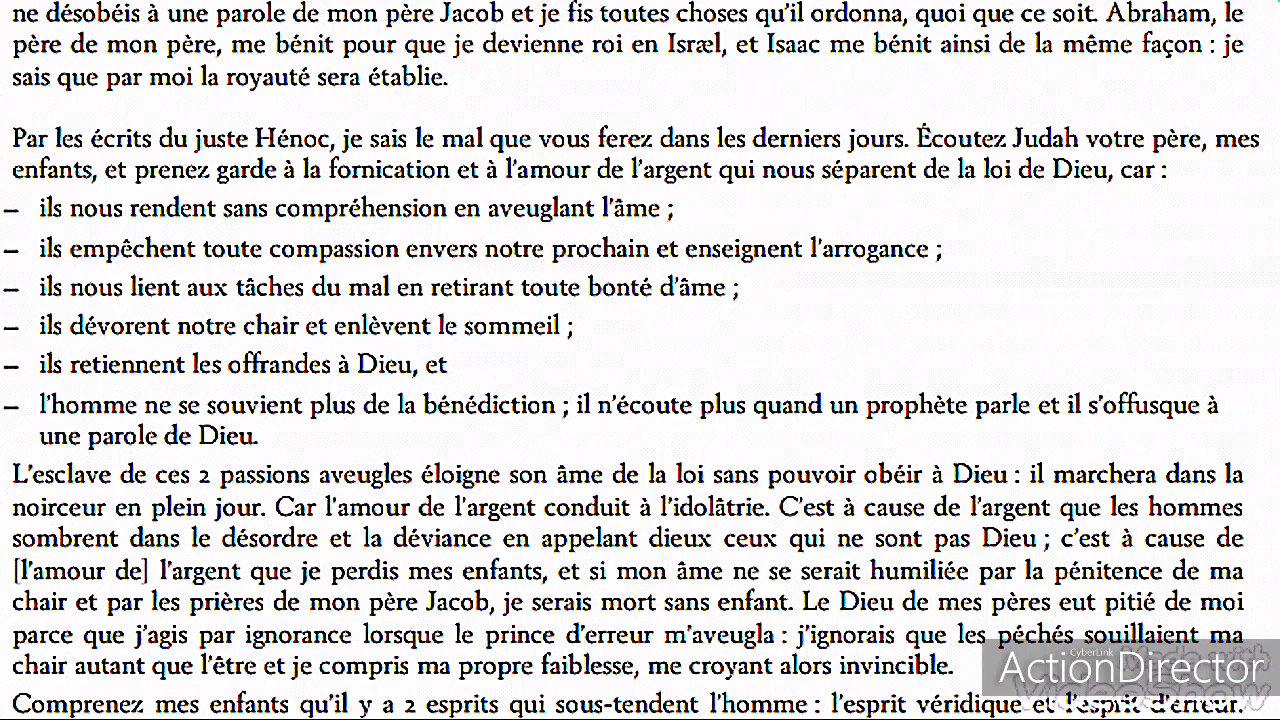 ne désobéis à une parole de mon père Jacob et je fis toutes choses qu'il ordonna, quoi que ce soit. Abraham, le
père de mon père, me bénit pour que je devienne roi en Isræl, et Isaac me bénit ainsi de la même façon : je
sais que par moi la royauté sera établie.
Par les écrits du juste Hénoc, je sais le mal que vous ferez dans les derniers jours. Écoutez Judah votre père, mes
enfants, et prenez garde à la fornication et à l'amour de l'argent qui nous séparent de la loi de Dieu, car :
– ils nous rendent sans compréhension en aveuglant l'âme ;
– ils empêchent toute compassion envers notre prochain et enseignent l'arrogance ;
– ils nous lient aux tâches du mal en retirant toute bonté d'âme ;
– ils dévorent notre chair et enlèvent le sommeil ;
– ils retiennent les offrandes à Dieu, et
– l'homme ne se souvient plus de la bénédiction ; il n'écoute plus quand un prophète parle et il s'offusque à
une parole de Dieu.
L'esclave de ces 2 passions aveugles éloigne son âme de la loi sans pouvoir obéir à Dieu : il marchera dans la
noirceur en plein jour. Car l'amour de l'argent conduit à l'idolâtrie. C'est à cause de l'argent que les hommes
sombrent dans le désordre et la déviance en appelant dieux ceux qui ne sont pas Dieu ; c'est à cause de
[l'amour de] l'argent que je perdis mes enfants, et si mon âme ne se serait humiliée par la pénitence de ma
chair et par les prières de mon père Jacob, je serais mort sans enfant. Le Dieu de mes pères eut pitié de moi
parce que j'agis par ignorance lorsque le prince d'erreur m'aveugla : j'ignorais que les péchés souillaient ma
chair autant que l'être et je compris ma propre faiblesse, me croyant alors invincible.
Comprenez mes enfants qu'il y a 2 esprits qui sous-tendent l'homme : l'esprit véridique et l'esprit d'erreur.
CyberLink
ActionDirector
Made with
VideoShow